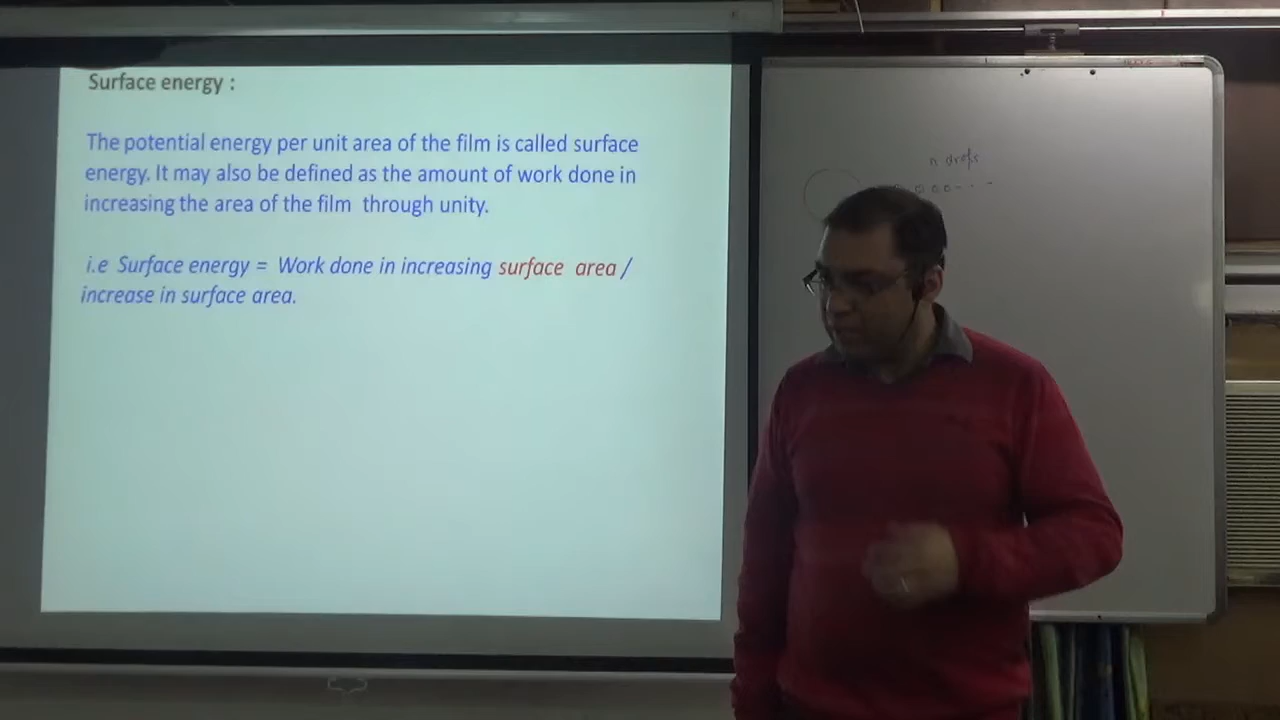 Surface energy :
The potential energy per unit area of the film is called surface
energy. It may also be defined as the amount of work done in
increasing the area of the film through unity.
i.e Surface energy = Work done in increasing surface area /
increase in surface area.
n drops